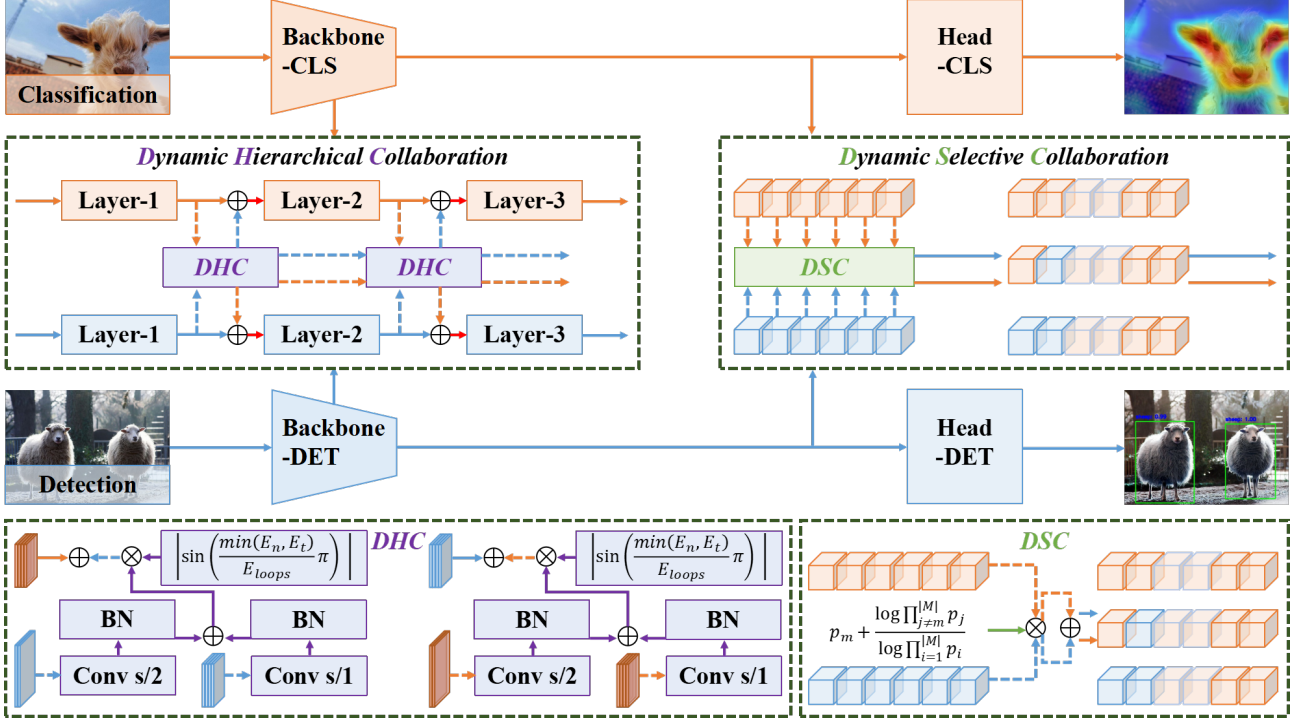 Classification
Backbone
-CLS
Head
-CLS
Dynamic Hierarchical Collaboration
Layer-1
Layer-2
Layer-3
DHC
DHC
Layer-1
Layer-2
Layer-3
Dynamic Selective Collaboration
DSC
Detection
Backbone
-DET
Head
-DET
DHC
|sin(min(E_n, E_t)/E_loops π)|
BN
BN
Conv s/2
Conv s/1
|sin(min(E_n, E_t)/E_loops π)|
BN
BN
Conv s/2
Conv s/1
DSC
p_m + log ∏_{j≠m}^{|M|} p_j / log ∏_{i=1}^{|M|} p_i